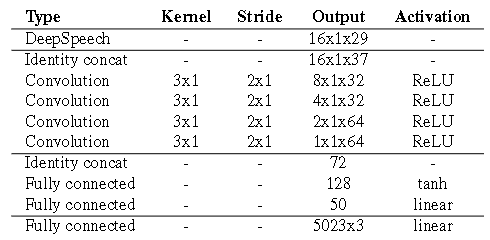 Type Kernel Stride Output Activation
DeepSpeech - - 16x1x29 -
Identity concat - - 16x1x37 -
Convolution 3x1 2x1 8x1x32 ReLU
Convolution 3x1 2x1 4x1x32 ReLU
Convolution 3x1 2x1 2x1x64 ReLU
Convolution 3x1 2x1 1x1x64 ReLU
Identity concat - - 72 -
Fully connected - - 128 tanh
Fully connected - - 50 linear
Fully connected - - 5023x3 linear